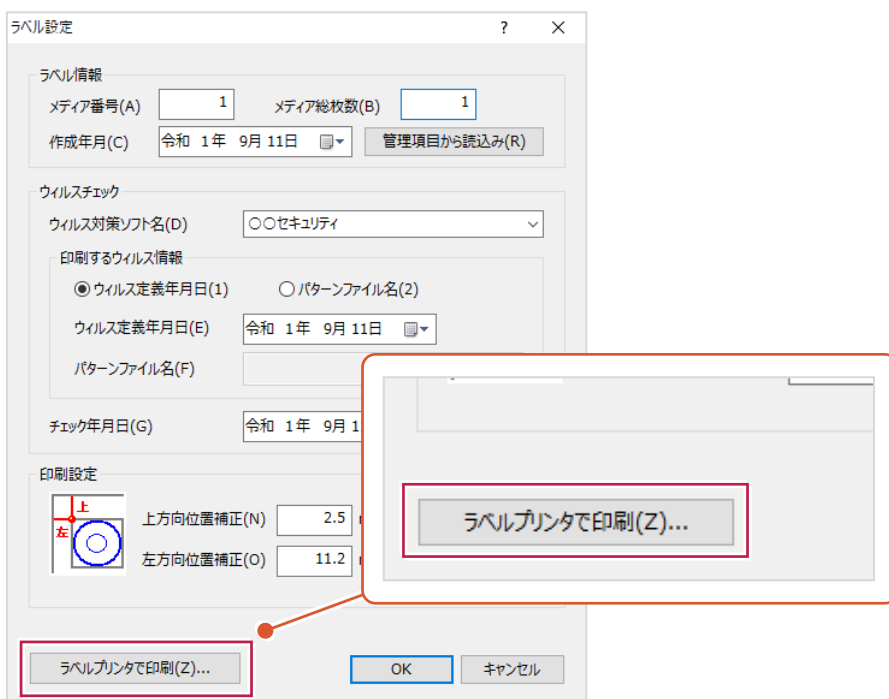 ラベル設定 ?
ラベル情報
メディア番号(A) 1 メディア総枚数(B) 1
作成年月(C) 令和 1年 9月 11日 管理項目から読込み(R)
ウィルスチェック
ウィルス対策ソフト名(D) 〇〇セキュリティ
印刷するウィルス情報
ウィルス定義年月日(1) パターンファイル名(2)
ウィルス定義年月日(E) 令和 1年 9月 11日
パターンファイル名(F)
チェック年月日(G) 令和 1年 9月 1
印刷設定
上
左
上方向位置補正(N) 2.5
左方向位置補正(O) 11.2
ラベルプリンタで印刷(Z)...
ラベルプリンタで印刷(Z)... OK キャンセル